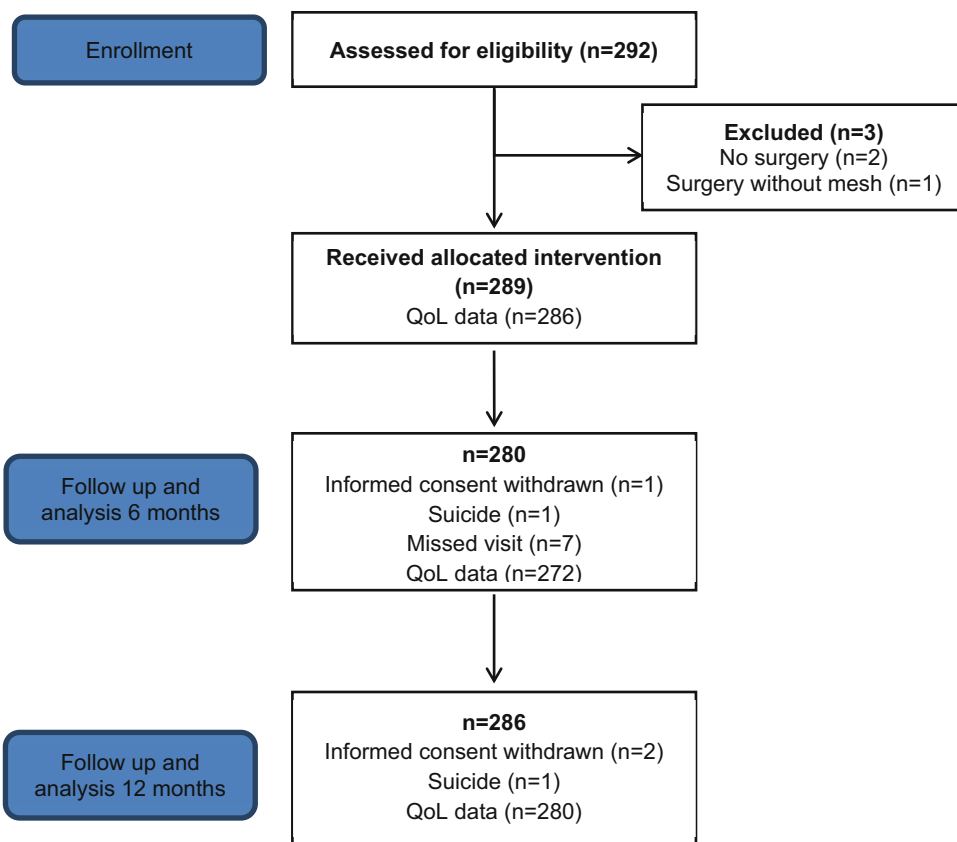 Enrollment
Assessed for eligibility (n=292)
Excluded (n=3)
No surgery (n=2)
Surgery without mesh (n=1)
Received allocated intervention
(n=289)
QoL data (n=286)
Follow up and
analysis 6 months
n=280
Informed consent withdrawn (n=1)
Suicide (n=1)
Missed visit (n=7)
QoL data (n=272)
Follow up and
analysis 12 months
n=286
Informed consent withdrawn (n=2)
Suicide (n=1)
QoL data (n=280)